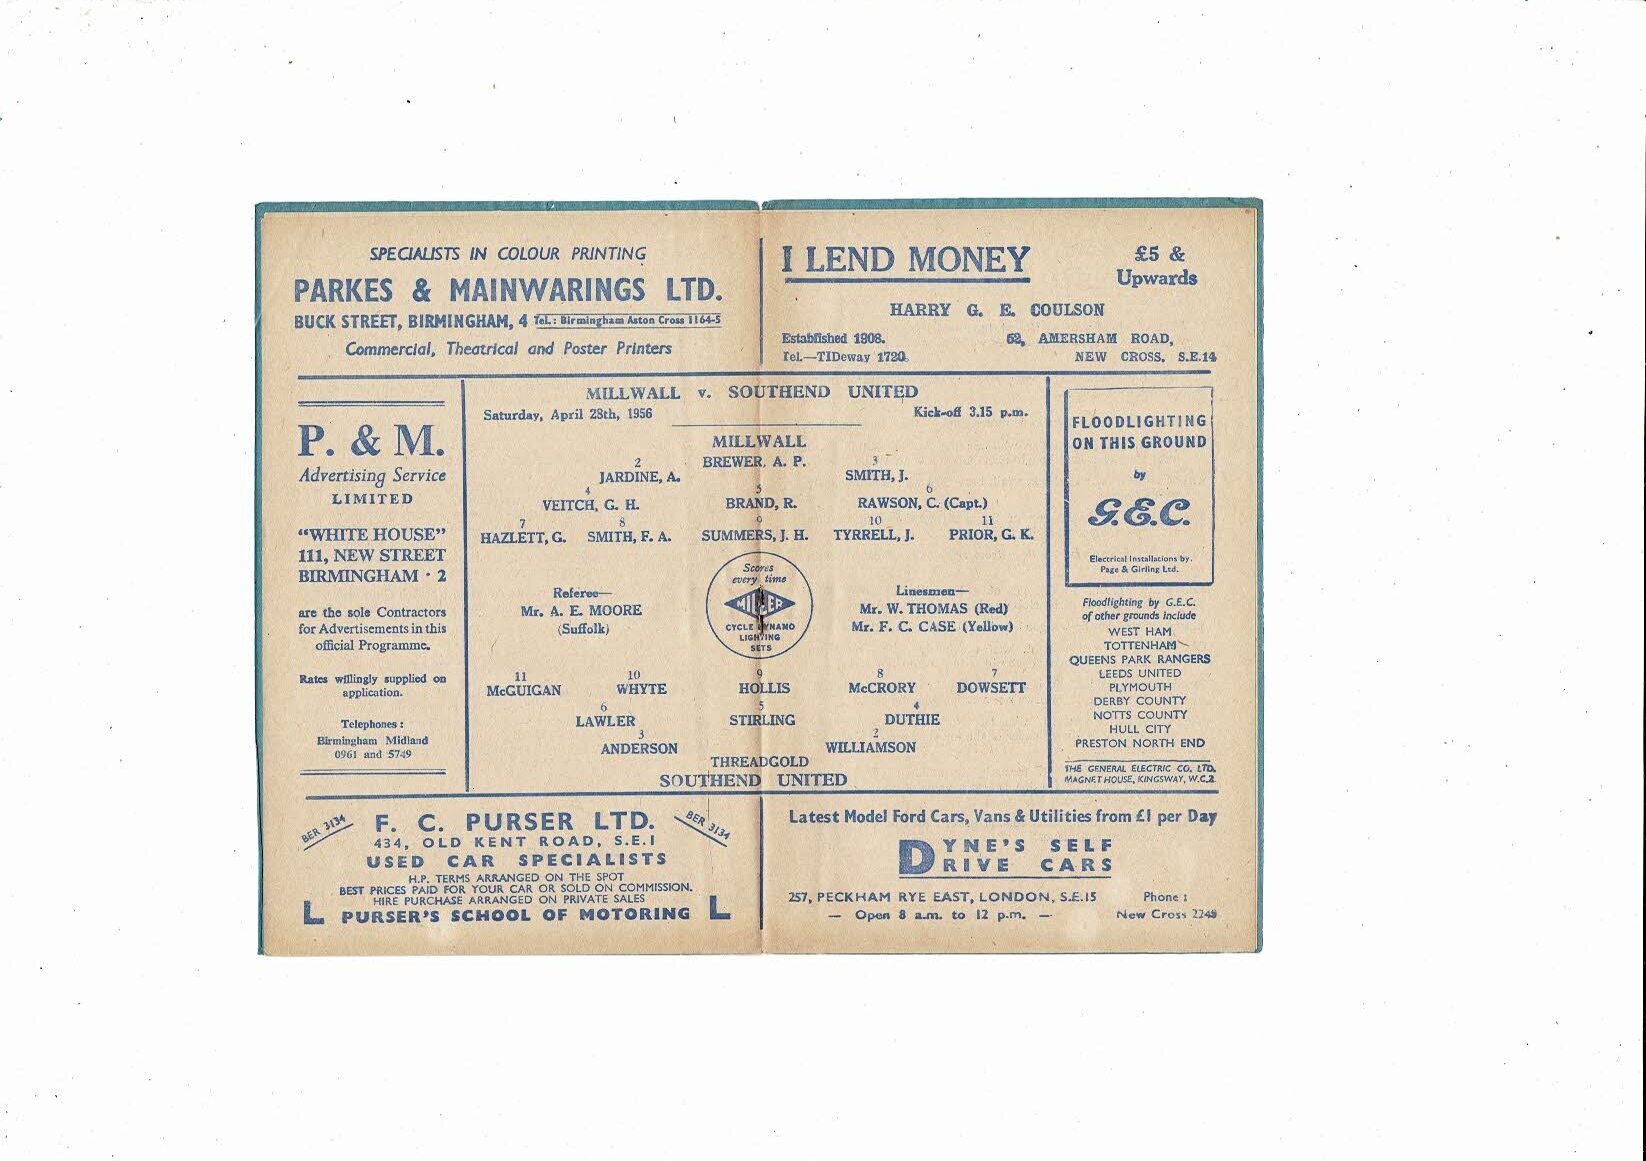 SPECIALISTS IN COLOUR PRINTING
PARKES & MAINWARINGS LTD.
BUCK STREET, BIRMINGHAM, 4 Tel.: Birmingham Aston Cross 1164-5
Commercial, Theatrical and Poster Printers
I LEND MONEY
£5 &
Upwards
HARRY G. E. COULSON
Established 1908.
52, AMERSHAM ROAD,
Tel.—TIDeway 1720.
NEW CROSS, S.E.14
P. & M.
Advertising Service
LIMITED
"WHITE HOUSE"
111, NEW STREET
BIRMINGHAM · 2
are the sole Contractors
for Advertisements in this
official Programme.
Rates willingly supplied on
application.
Telephones :
Birmingham Midland
0961 and 5749
MILLWALL v. SOUTHEND UNITED
Saturday, April 28th, 1956
Kick-off 3.15 p.m.
MILLWALL
BREWER, A. P.
2 3
JARDINE, A. SMITH, J.
4 5 6
VEITCH, G. H. BRAND, R. RAWSON, C. (Capt.)
7 8 9 10 11
HAZLETT, G. SMITH, F. A. SUMMERS, J. H. TYRRELL, J. PRIOR, G. K.
Referee—
Mr. A. E. MOORE
(Suffolk)
Scores
every time
MILLER
CYCLE DYNAMO
LIGHTING
SETS
Linesmen—
Mr. W. THOMAS (Red)
Mr. F. C. CASE (Yellow)
11 10 9 8 7
McGUIGAN WHYTE HOLLIS McCRORY DOWSETT
6 5 4
LAWLER STIRLING DUTHIE
3 2
ANDERSON WILLIAMSON
THREADGOLD
SOUTHEND UNITED
FLOODLIGHTING
ON THIS GROUND
by
G.E.C.
Electrical Installations by.
Page & Girling Ltd.
Floodlighting by G.E.C.
of other grounds include
WEST HAM
TOTTENHAM
QUEENS PARK RANGERS
LEEDS UNITED
PLYMOUTH
DERBY COUNTY
NOTTS COUNTY
HULL CITY
PRESTON NORTH END
THE GENERAL ELECTRIC CO. LTD.
MAGNET HOUSE, KINGSWAY, W.C.2.
BER 3134
F. C. PURSER LTD.
BER 3134
434, OLD KENT ROAD, S.E.1
USED CAR SPECIALISTS
H.P. TERMS ARRANGED ON THE SPOT
BEST PRICES PAID FOR YOUR CAR OR SOLD ON COMMISSION.
HIRE PURCHASE ARRANGED ON PRIVATE SALES
L PURSER'S SCHOOL OF MOTORING L
Latest Model Ford Cars, Vans & Utilities from £1 per Day
DYNE'S SELF
DRIVE CARS
257, PECKHAM RYE EAST, LONDON, S.E.15
Phone :
— Open 8 a.m. to 12 p.m. —
New Cross 2249